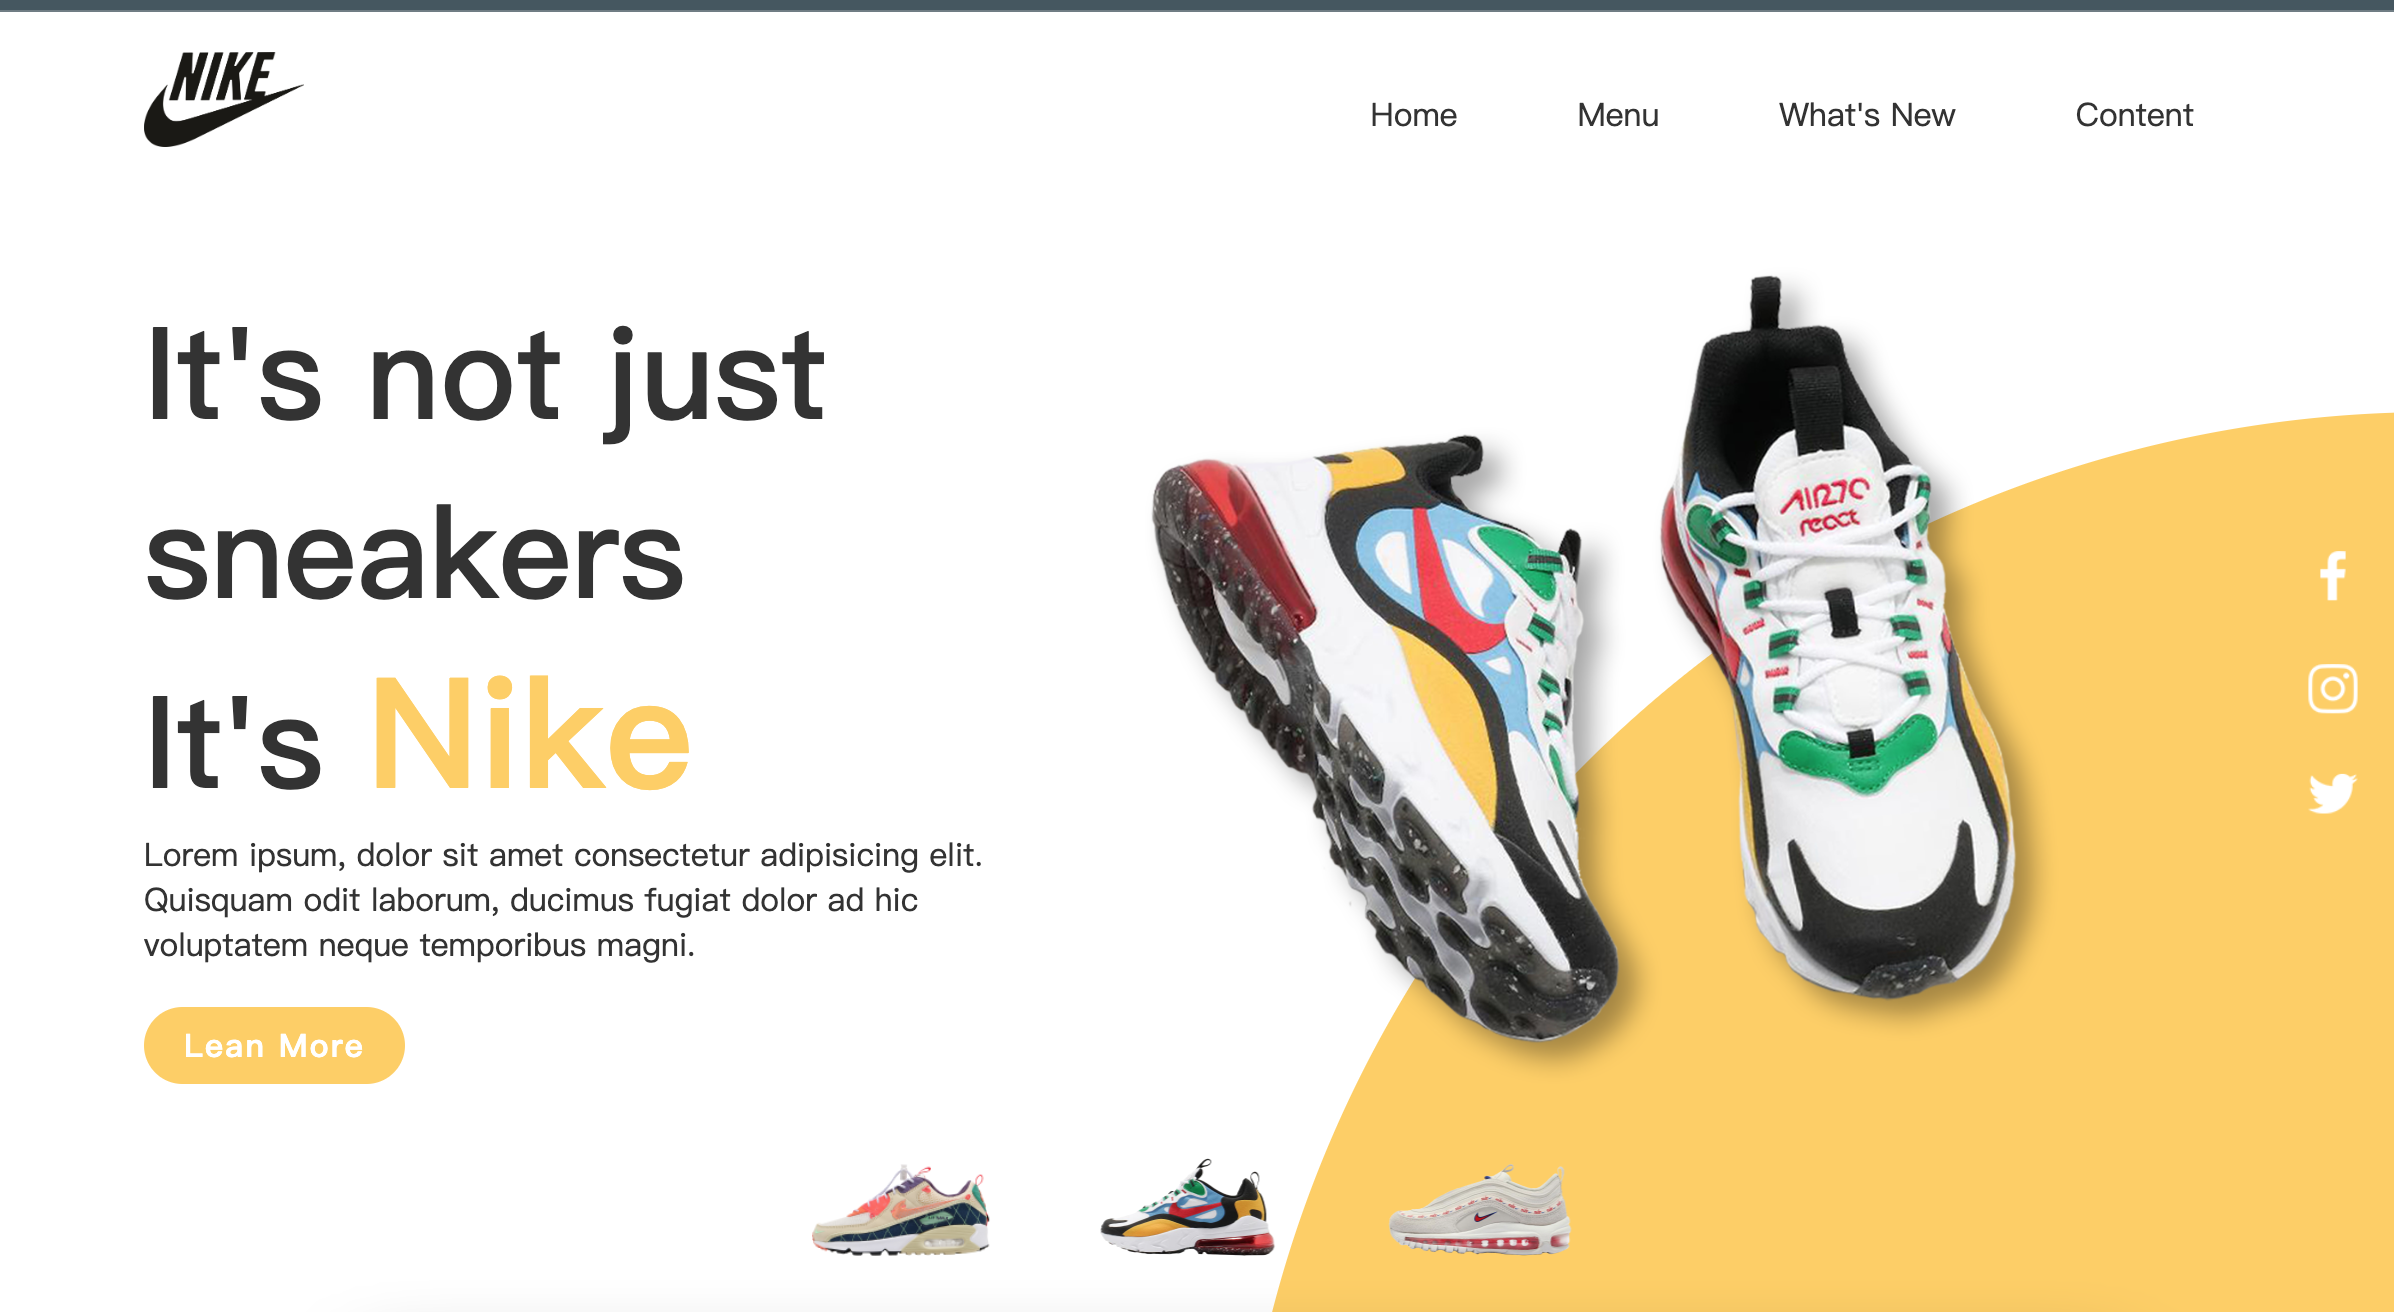 NIKE
Home
Menu
What's New
Content
It's not just
sneakers
It's Nike
Lorem ipsum, dolor sit amet consectetur adipisicing elit.
Quisquam odit laborum, ducimus fugiat dolor ad hic
voluptatem neque temporibus magni.
Lean More
AIR270
react